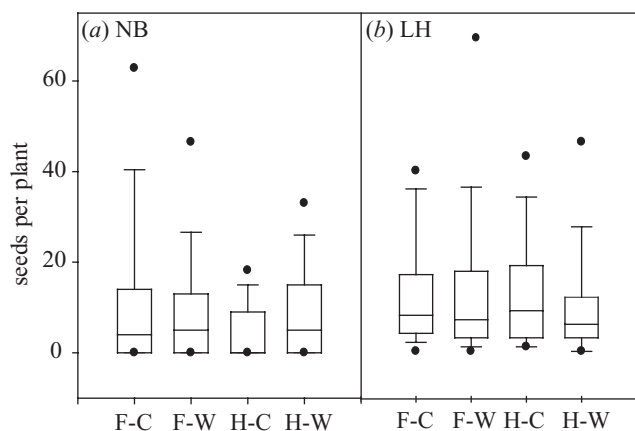 (a) NB
(b) LH
seeds per plant
60
40
20
0
F-C F-W H-C H-W
F-C F-W H-C H-W